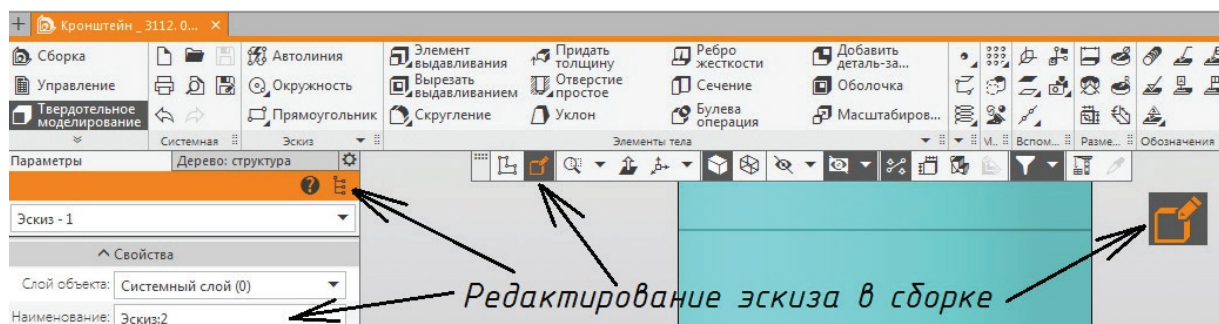 + Кронштейн _ 3112. 0... ×
Сборка
Управление
Твердотельное
моделирование
Системная
Автолиния
Окружность
Прямоугольник
Эскиз
Элемент
выдавливания
Вырезать
выдавливанием
Скругление
Придать
толщину
Отверстие
простое
Уклон
Ребро
жесткости
Сечение
Булева
операция
Добавить
деталь-за...
Оболочка
Масштабиров...
Элементы тела
М...
Вспом...
Разме...
Обозначения
Параметры
Дерево: структура
?
Эскиз - 1
Свойства
Слой объекта: Системный слой (0)
Наименование: Эскиз:2
Редактирование эскиза в сборке